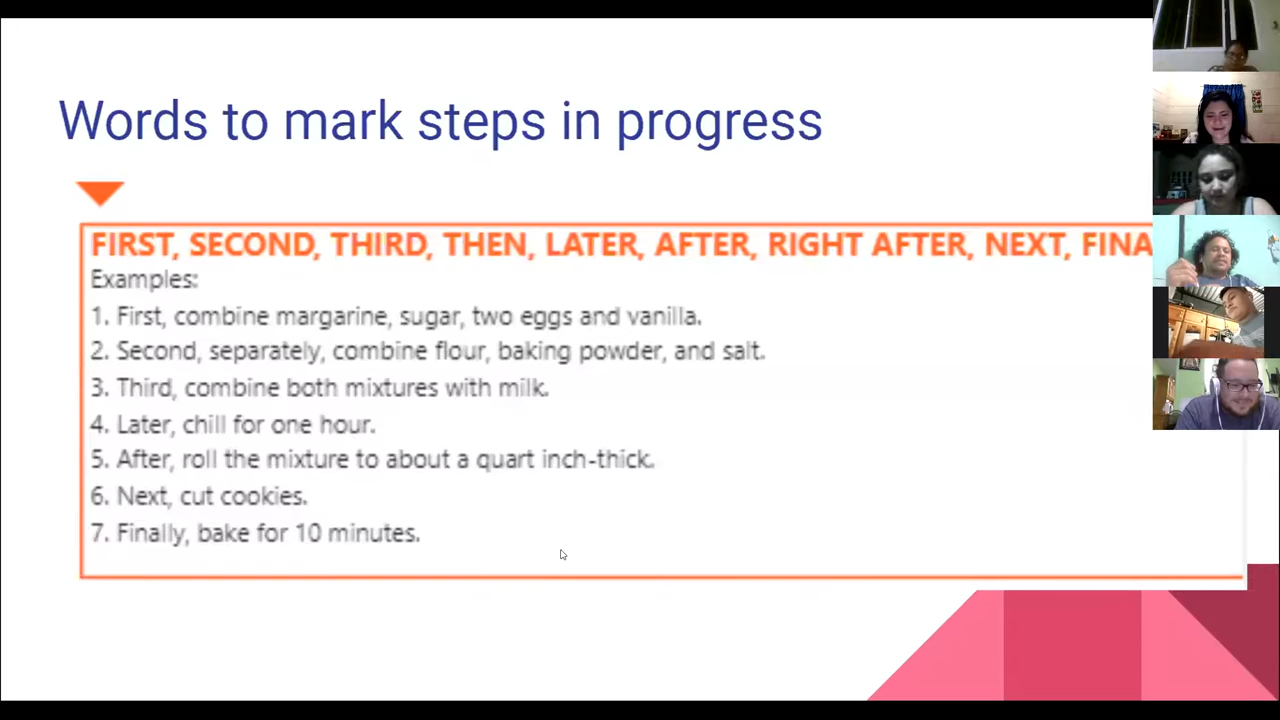 Words to mark steps in progress
FIRST, SECOND, THIRD, THEN, LATER, AFTER, RIGHT AFTER, NEXT, FINA
Examples:
1. First, combine margarine, sugar, two eggs and vanilla.
2. Second, separately, combine flour, baking powder, and salt.
3. Third, combine both mixtures with milk.
4. Later, chill for one hour.
5. After, roll the mixture to about a quart inch-thick.
6. Next, cut cookies.
7. Finally, bake for 10 minutes.